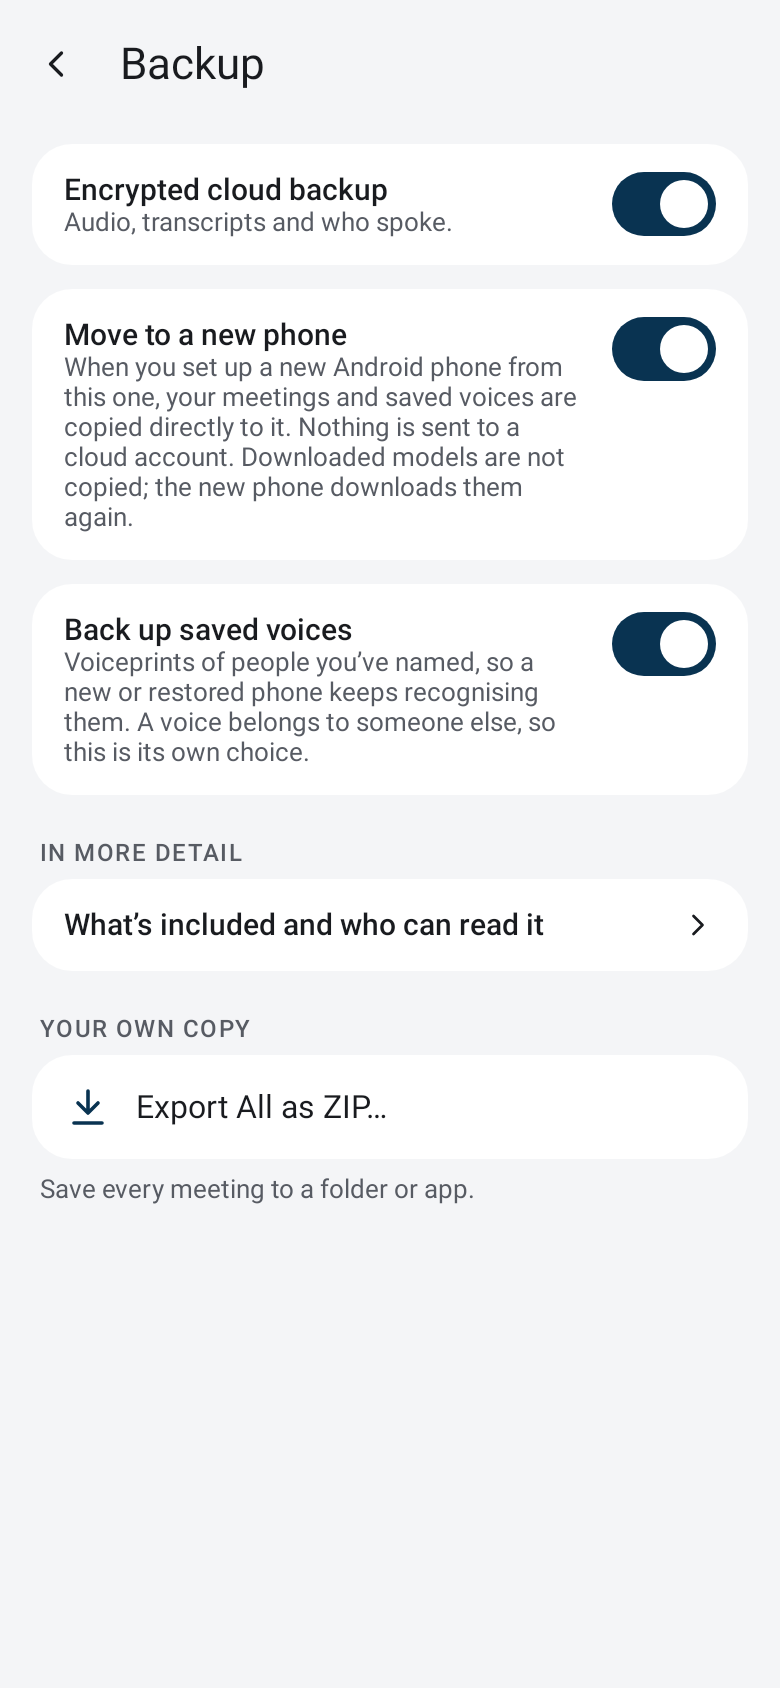 Backup
Encrypted cloud backup
Audio, transcripts and who spoke.
Move to a new phone
When you set up a new Android phone from
this one, your meetings and saved voices are
copied directly to it. Nothing is sent to a
cloud account. Downloaded models are not
copied; the new phone downloads them
again.
Back up saved voices
Voiceprints of people you’ve named, so a
new or restored phone keeps recognising
them. A voice belongs to someone else, so
this is its own choice.
IN MORE DETAIL
What’s included and who can read it
YOUR OWN COPY
Export All as ZIP…
Save every meeting to a folder or app.